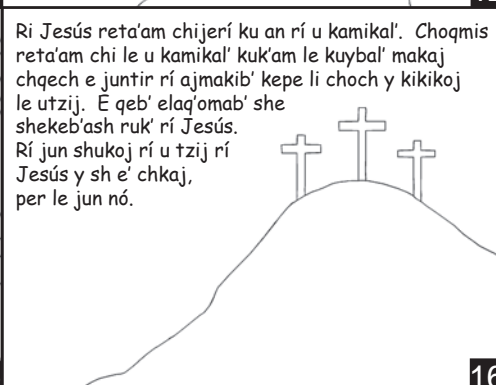 Ri Jesús reta'am chijerí ku an rí u kamikal'. Choqmis
reta'am chi le u kamikal' kuk'am le kuybal' makaj
chqech e juntir rí ajmakib' kepe li choch y kikikoj
le utzij. E qeb' elaq'omab' she
shekeb'ash ruk' rí Jesús.
Rí jun shukoj rí u tzij rí
Jesús y sh e' chkaj,
per le jun nó.
16